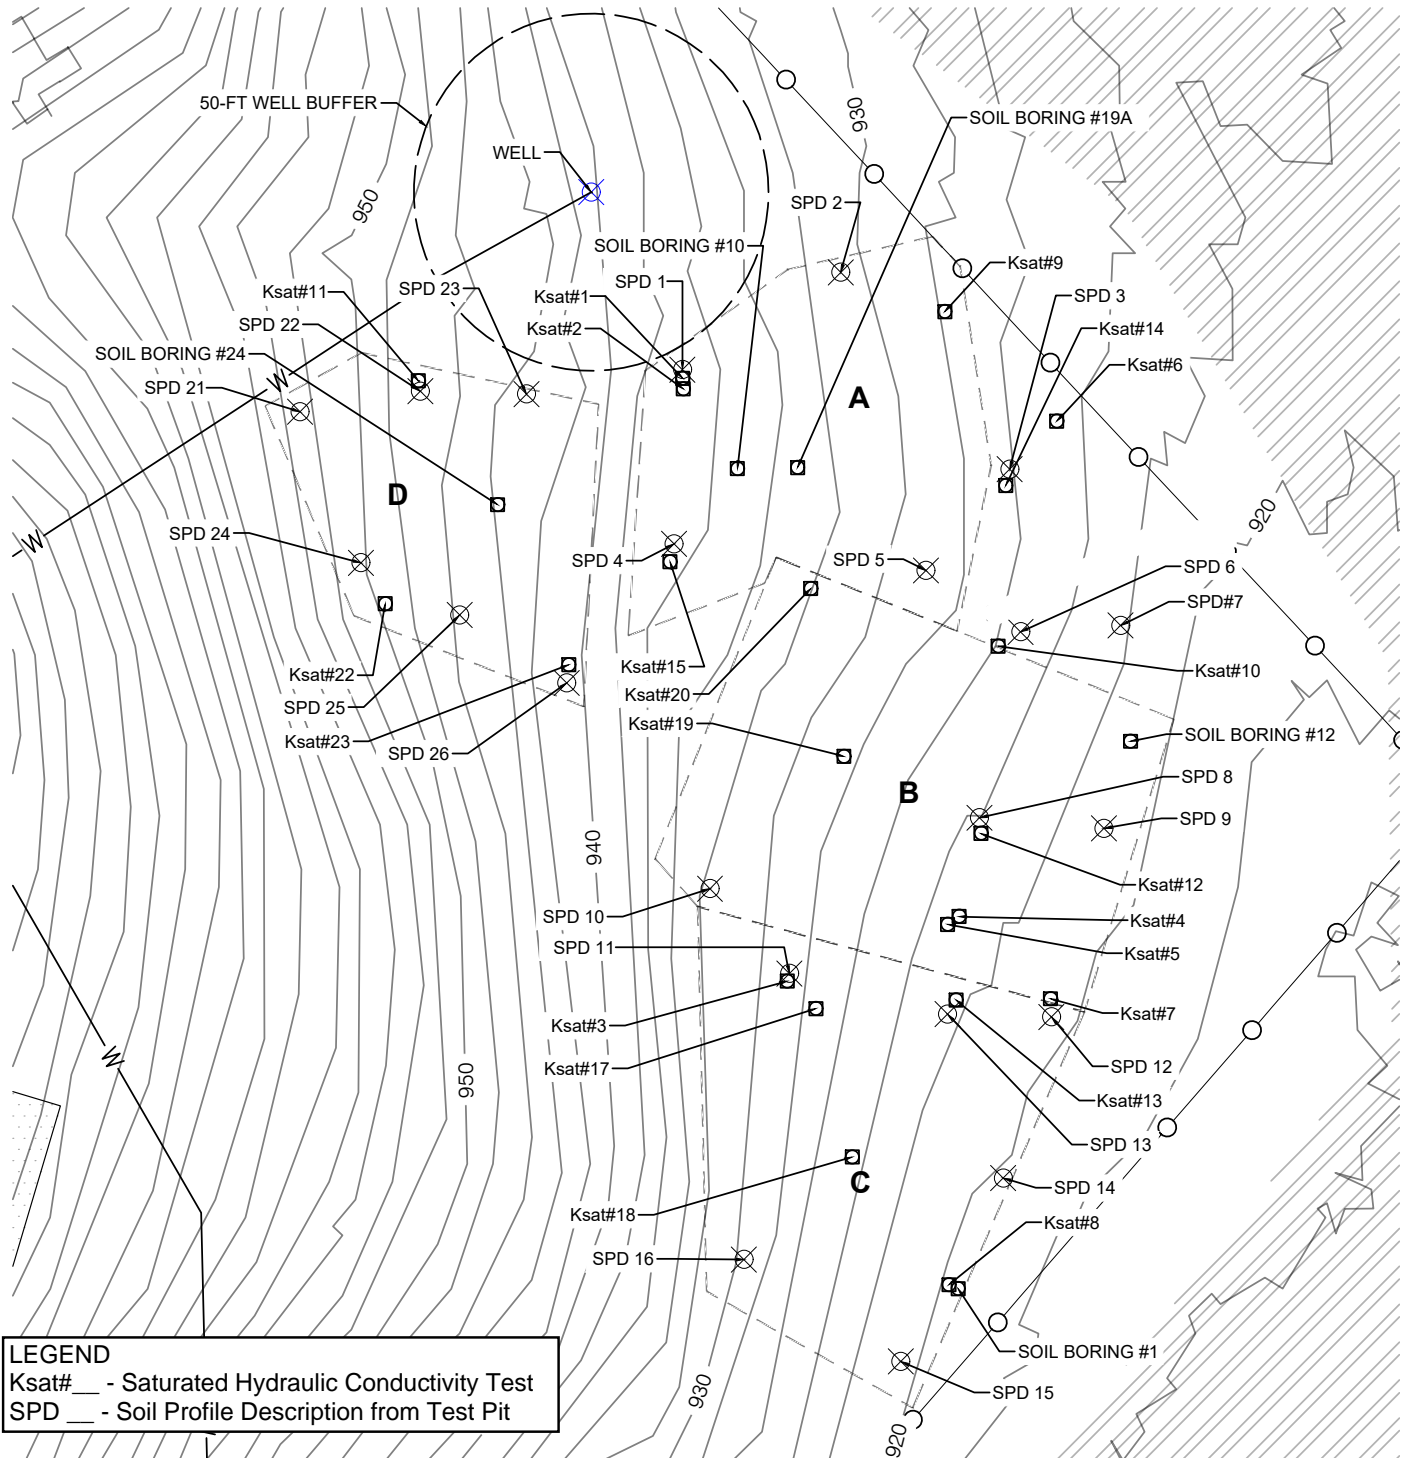 50-FT WELL BUFFER
930
SOIL BORING #19A
WELL
950
SPD 2
SOIL BORING #10
Ksat#9
SPD 1
Ksat#11
SPD 23
Ksat#1
SPD 3
SPD 22
Ksat#2
Ksat#14
SOIL BORING #24
Ksat#6
W
SPD 21
A
D
920
SPD 24
W
SPD 4
SPD 5
SPD 6
SPD#7
Ksat#22
Ksat#15
Ksat#10
SPD 25
Ksat#20
Ksat#23
SPD 26
Ksat#19
SOIL BORING #12
SPD 8
B
SPD 9
940
Ksat#12
SPD 10
Ksat#4
SPD 11
Ksat#5
Ksat#3
Ksat#7
W
Ksat#17
SPD 12
950
Ksat#13
SPD 13
C
SPD 14
Ksat#18
Ksat#8
SPD 16
SOIL BORING #1
930
SPD 15
920
LEGEND
Ksat#__ - Saturated Hydraulic Conductivity Test
SPD __ - Soil Profile Description from Test Pit